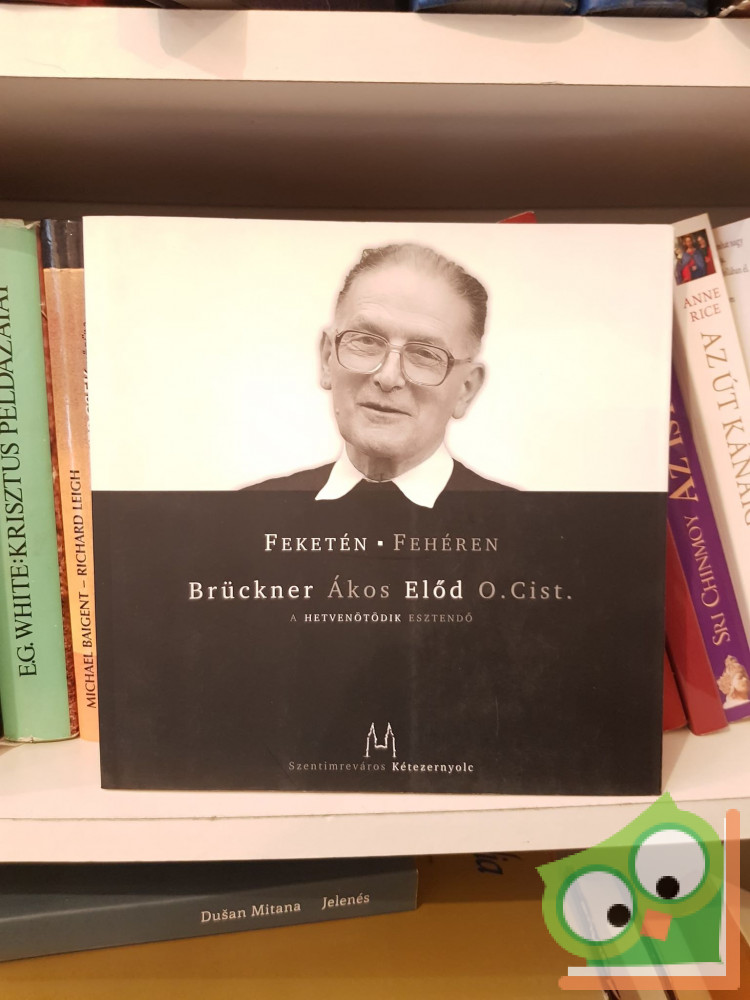 FEKETÉN ▪ FEHÉREN
Brückner Ákos Előd O.Cist.
A HETVENÖTÖDIK ESZTENDŐ
Szentimreváros Kétezernyolc
E.G. WHITE: KRISZTUS PÉLDÁZATAI
MICHAEL BAIGENT – RICHARD LEIGH
SRI CHINMOY
ANNE
RICE
AZ ÚT
Dušan Mitana Jelenés